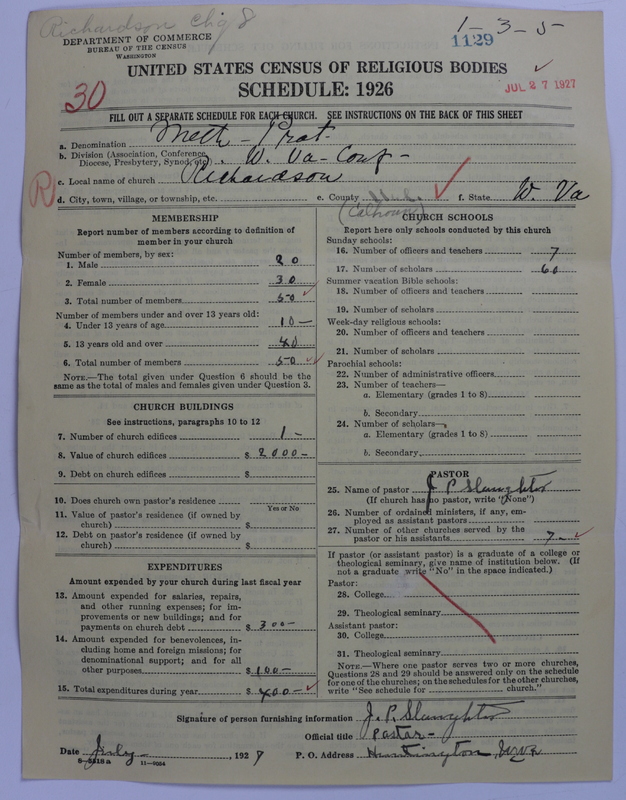 Richardson Chg 8
1-3-5
1129
DEPARTMENT OF COMMERCE
BUREAU OF THE CENSUS
WASHINGTON
UNITED STATES CENSUS OF RELIGIOUS BODIES
SCHEDULE: 1926
JUL 27 1927
30
FILL OUT A SEPARATE SCHEDULE FOR EACH CHURCH. SEE INSTRUCTIONS ON THE BACK OF THIS SHEET
a. Denomination Meth-Prot
b. Division (Association, Conference, Diocese, Presbytery, Synod, etc.) W. Va-Conf-
c. Local name of church Richardson
R
d. City, town, village, or township, etc. e. County (Calhoun) f. State W. Va
MEMBERSHIP
Report number of members according to definition of member in your church
Number of members, by sex:
1. Male 20
2. Female 30
3. Total number of members 50
Number of members under and over 13 years old:
4. Under 13 years of age 10-
5. 13 years old and over 40
6. Total number of members 50
NOTE.—The total given under Question 6 should be the same as the total of males and females given under Question 3.
CHURCH BUILDINGS
See instructions, paragraphs 10 to 12
7. Number of church edifices 1-
8. Value of church edifices $ 2000-
9. Debt on church edifices $
10. Does church own pastor's residence
Yes or No
11. Value of pastor's residence (if owned by church) $
12. Debt on pastor's residence (if owned by church) $
EXPENDITURES
Amount expended by your church during last fiscal year
13. Amount expended for salaries, repairs, and other running expenses; for improvements or new buildings; and for payments on church debt $ 300-
14. Amount expended for benevolences, including home and foreign missions; for denominational support; and for all other purposes $ 100-
15. Total expenditures during year $ 400-
CHURCH SCHOOLS
Report here only schools conducted by this church
Sunday schools:
16. Number of officers and teachers 7
17. Number of scholars 60
Summer vacation Bible schools:
18. Number of officers and teachers
19. Number of scholars
Week-day religious schools:
20. Number of officers and teachers
21. Number of scholars
Parochial schools:
22. Number of administrative officers
23. Number of teachers—
a. Elementary (grades 1 to 8)
b. Secondary
24. Number of scholars—
a. Elementary (grades 1 to 8)
b. Secondary
PASTOR
25. Name of pastor J P Slaughter
(If church has no pastor, write "None")
26. Number of ordained ministers, if any, employed as assistant pastors
27. Number of other churches served by the pastor or his assistants 7-
If pastor (or assistant pastor) is a graduate of a college or theological seminary, give name of institution below. (If not a graduate write "No" in the space indicated.)
Pastor:
28. College
29. Theological seminary
Assistant pastor:
30. College
31. Theological seminary
NOTE.—Where one pastor serves two or more churches, Questions 28 and 29 should be answered only on the schedule for one of the churches; on the schedules for the other churches, write "See schedule for church."
Signature of person furnishing information J. P. Slaughter
Official title Pastor-
Date July- , 192 P. O. Address Huntington WVa
8-5518a 11-9054